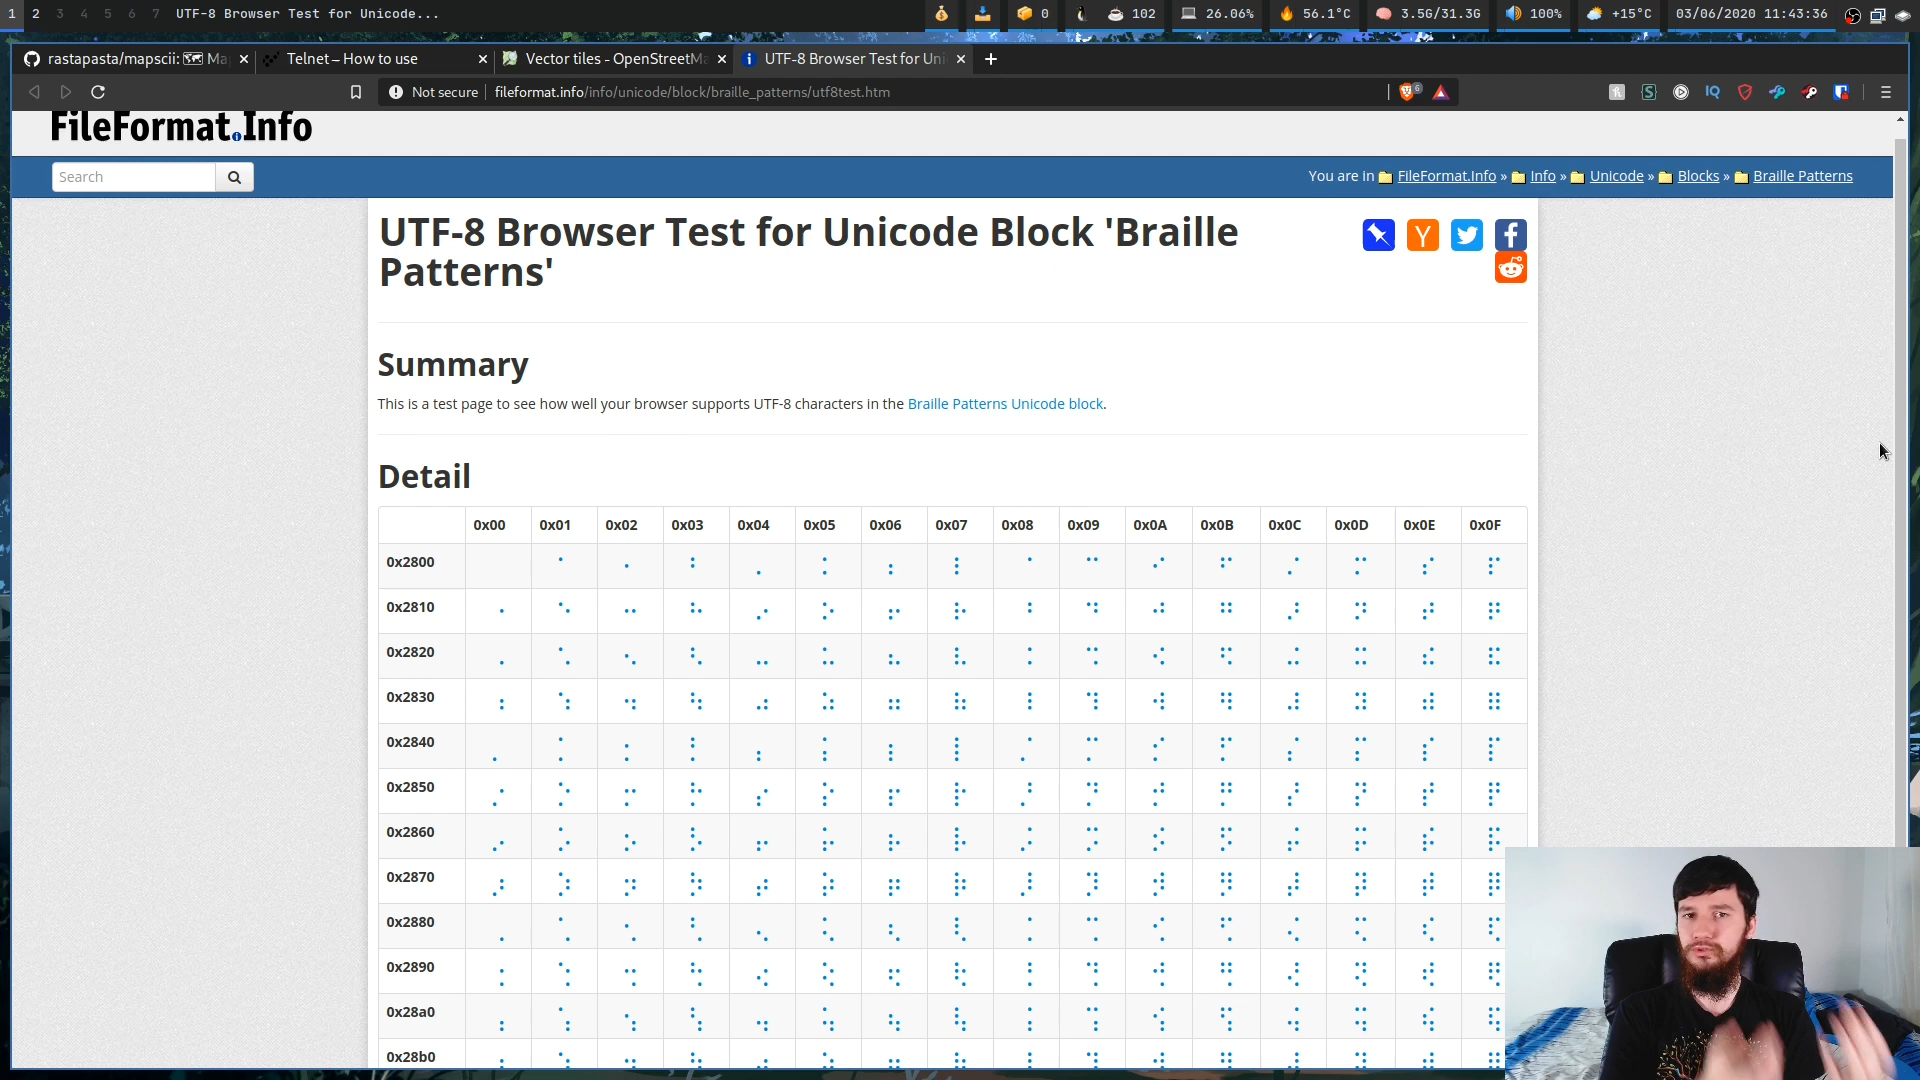 1 2 3 4 5 6 7 UTF-8 Browser Test for Unicode... 0 102 26.06% 56.1°C 3.5G/31.3G 100% +15°C 03/06/2020 11:43:36
rastapasta/mapscii: Ma Telnet – How to use Vector tiles - OpenStreetMa UTF-8 Browser Test for Uni
Not secure fileformat.info/info/unicode/block/braille_patterns/utf8test.htm
FileFormat.Info
Search You are in FileFormat.Info » Info » Unicode » Blocks » Braille Patterns
UTF-8 Browser Test for Unicode Block 'Braille
Patterns'
Summary
This is a test page to see how well your browser supports UTF-8 characters in the Braille Patterns Unicode block.
Detail
0x00 0x01 0x02 0x03 0x04 0x05 0x06 0x07 0x08 0x09 0x0A 0x0B 0x0C 0x0D 0x0E 0x0F
0x2800 ⠀ ⠁ ⠂ ⠃ ⠄ ⠅ ⠆ ⠇ ⠈ ⠉ ⠊ ⠋ ⠌ ⠍ ⠎ ⠏
0x2810 ⠐ ⠑ ⠒ ⠓ ⠔ ⠕ ⠖ ⠗ ⠘ ⠙ ⠚ ⠛ ⠜ ⠝ ⠞ ⠟
0x2820 ⠠ ⠡ ⠢ ⠣ ⠤ ⠥ ⠦ ⠧ ⠨ ⠩ ⠪ ⠫ ⠬ ⠭ ⠮ ⠯
0x2830 ⠰ ⠱ ⠲ ⠳ ⠴ ⠵ ⠶ ⠷ ⠸ ⠹ ⠺ ⠻ ⠼ ⠽ ⠾ ⠿
0x2840 ⡀ ⡁ ⡂ ⡃ ⡄ ⡅ ⡆ ⡇ ⡈ ⡉ ⡊ ⡋ ⡌ ⡍ ⡎ ⡏
0x2850 ⡐ ⡑ ⡒ ⡓ ⡔ ⡕ ⡖ ⡗ ⡘ ⡙ ⡚ ⡛ ⡜ ⡝ ⡞ ⡟
0x2860 ⡠ ⡡ ⡢ ⡣ ⡤ ⡥ ⡦ ⡧ ⡨ ⡩ ⡪ ⡫ ⡬ ⡭ ⡮ ⡯
0x2870 ⡰ ⡱ ⡲ ⡳ ⡴ ⡵ ⡶ ⡷ ⡸ ⡹ ⡺ ⡻ ⡼ ⡽ ⡾ ⡿
0x2880 ⢀ ⢁ ⢂ ⢃ ⢄ ⢅ ⢆ ⢇ ⢈ ⢉ ⢊ ⢋ ⢌ ⢍ ⢎ ⢏
0x2890 ⢐ ⢑ ⢒ ⢓ ⢔ ⢕ ⢖ ⢗ ⢘ ⢙ ⢚ ⢛ ⢜ ⢝ ⢞ ⢟
0x28a0 ⢠ ⢡ ⢢ ⢣ ⢤ ⢥ ⢦ ⢧ ⢨ ⢩ ⢪ ⢫ ⢬ ⢭ ⢮ ⢯
0x28b0